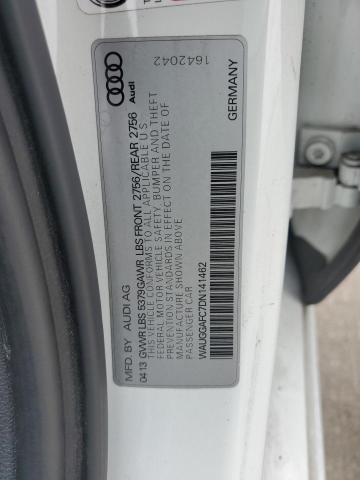 MFD. BY AUDI AG
04 13 GVWR LBS 5379 GAWR LBS FRONT 2756/REAR 2756
THIS VEHICLE CONFORMS TO ALL APPLICABLE U S
FEDERAL MOTOR VEHICLE SAFETY, BUMPER AND THEFT
PREVENTION STANDARDS IN EFFECT ON THE DATE OF
MANUFACTURE SHOWN ABOVE.
VIN: WAUGGAFC7DN141462
PASSENGER CAR
Audi
1642042
GERMANY